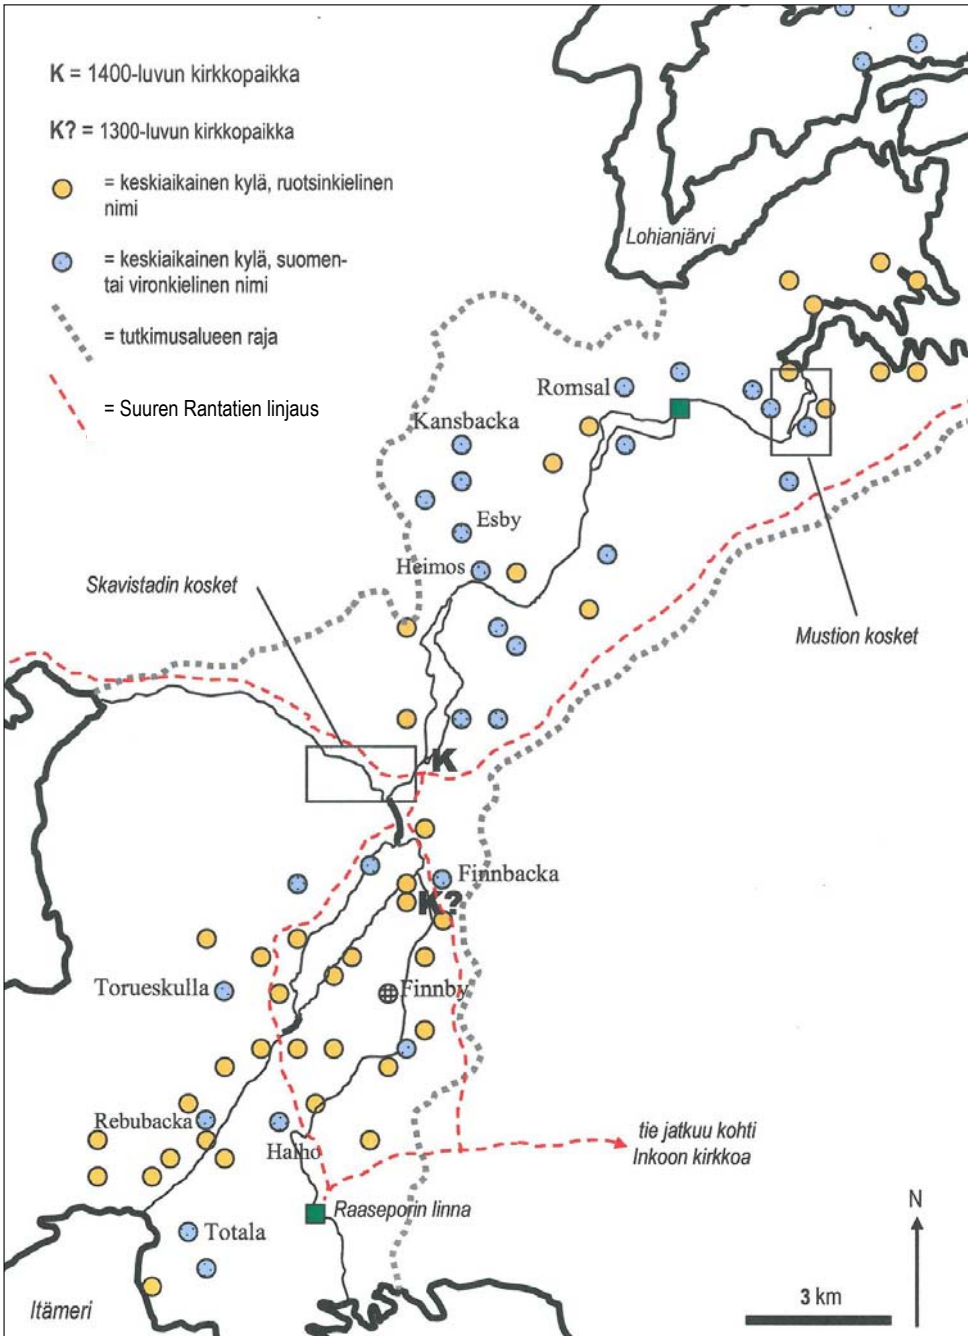 K = 1400-luvun kirkkopaikka
K? = 1300-luvun kirkkopaikka
= keskiaikainen kylä, ruotsinkielinen
nimi
= keskiaikainen kylä, suomen-
tai vironkielinen nimi
= tutkimusalueen raja
= Suuren Rantatien linjaus
Lohjanjärvi
Romsal
Kansbacka
Esby
Heimos
Skavistadin kosket
Mustion kosket
K
Finnbacka
K?
Torueskulla
Finnby
Rebubacka
Halho
tie jatkuu kohti
Inkoon kirkkoa
Raaseporin linna
N
Totala
Itämeri
3 km